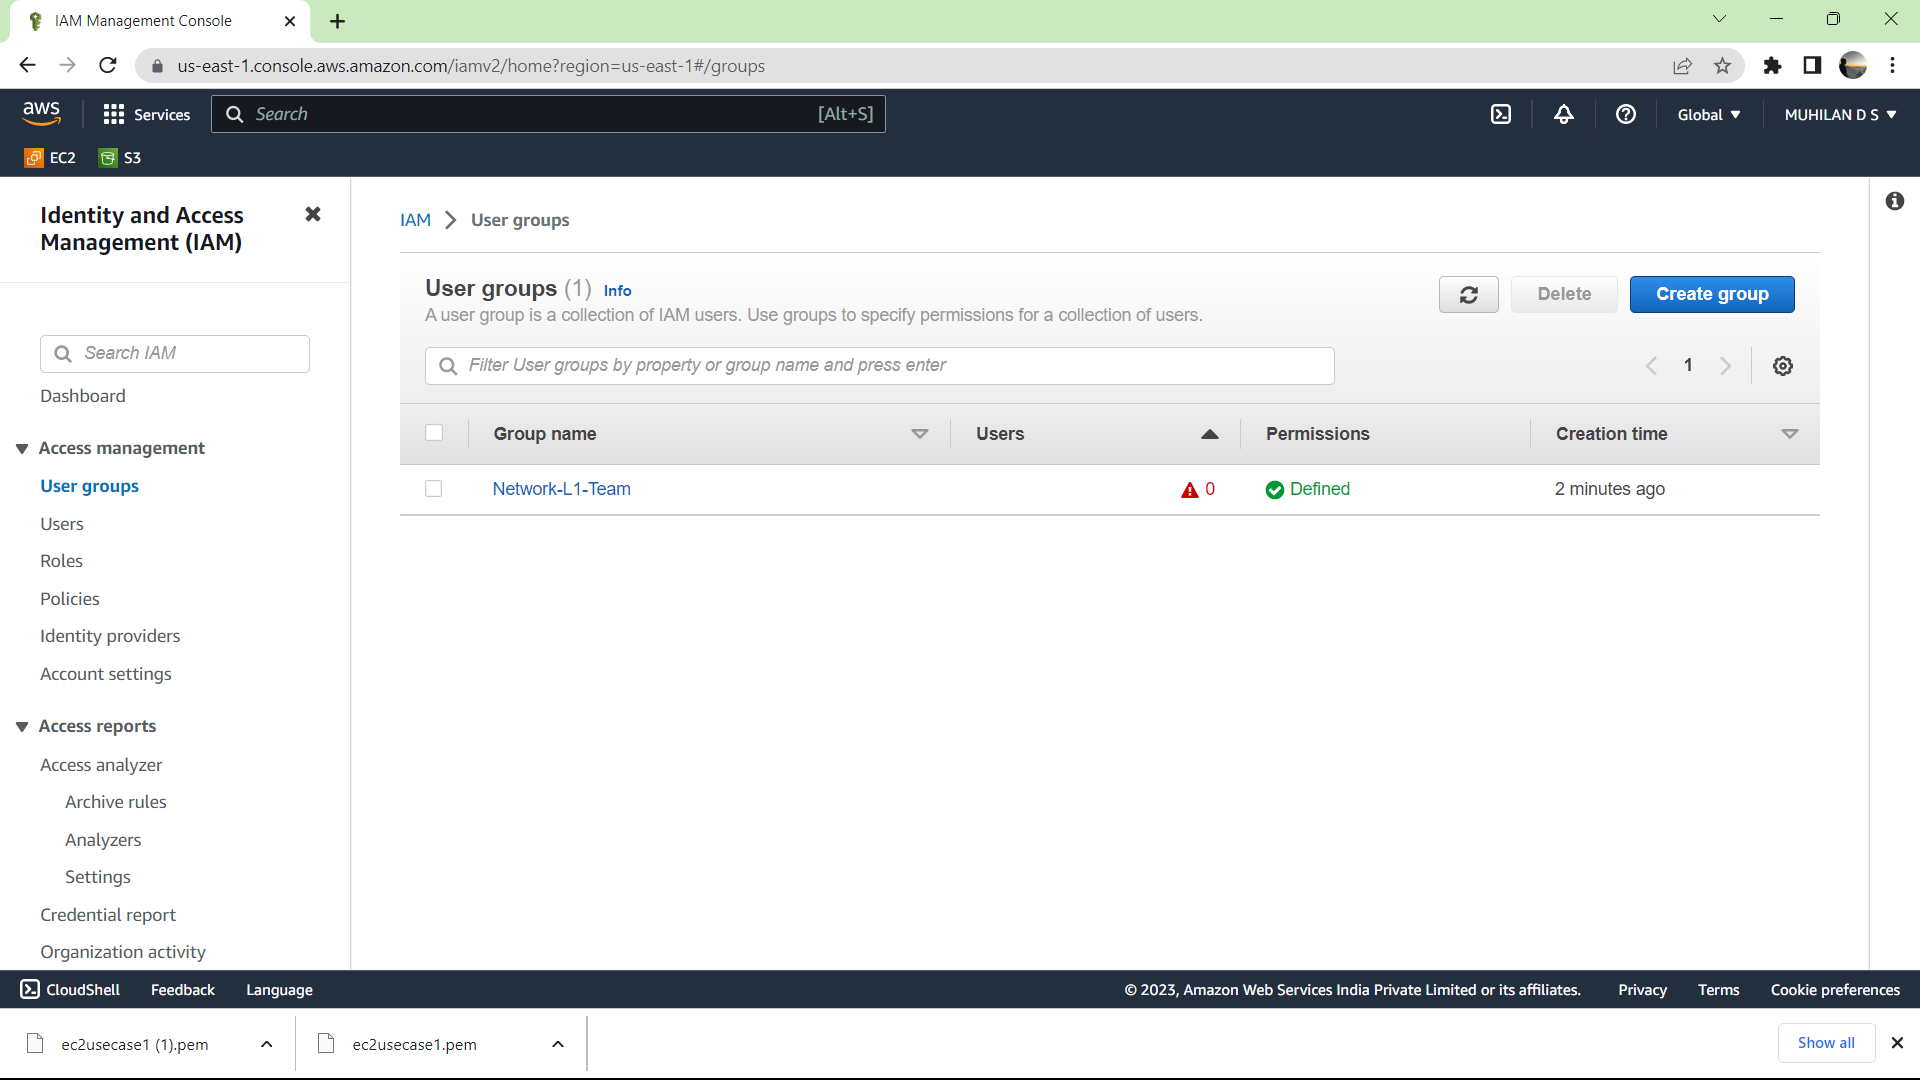 IAM Management Console
us-east-1.console.aws.amazon.com/iamv2/home?region=us-east-1#/groups
aws Services Search [Alt+S] Global MUHILAN D S
EC2 S3
Identity and Access
Management (IAM)
Search IAM
Dashboard
Access management
User groups
Users
Roles
Policies
Identity providers
Account settings
Access reports
Access analyzer
Archive rules
Analyzers
Settings
Credential report
Organization activity
IAM User groups
User groups (1) Info
A user group is a collection of IAM users. Use groups to specify permissions for a collection of users.
Delete Create group
Filter User groups by property or group name and press enter
1
Group name Users Permissions Creation time
Network-L1-Team 0 Defined 2 minutes ago
CloudShell Feedback Language © 2023, Amazon Web Services India Private Limited or its affiliates. Privacy Terms Cookie preferences
ec2usecase1 (1).pem ec2usecase1.pem Show all